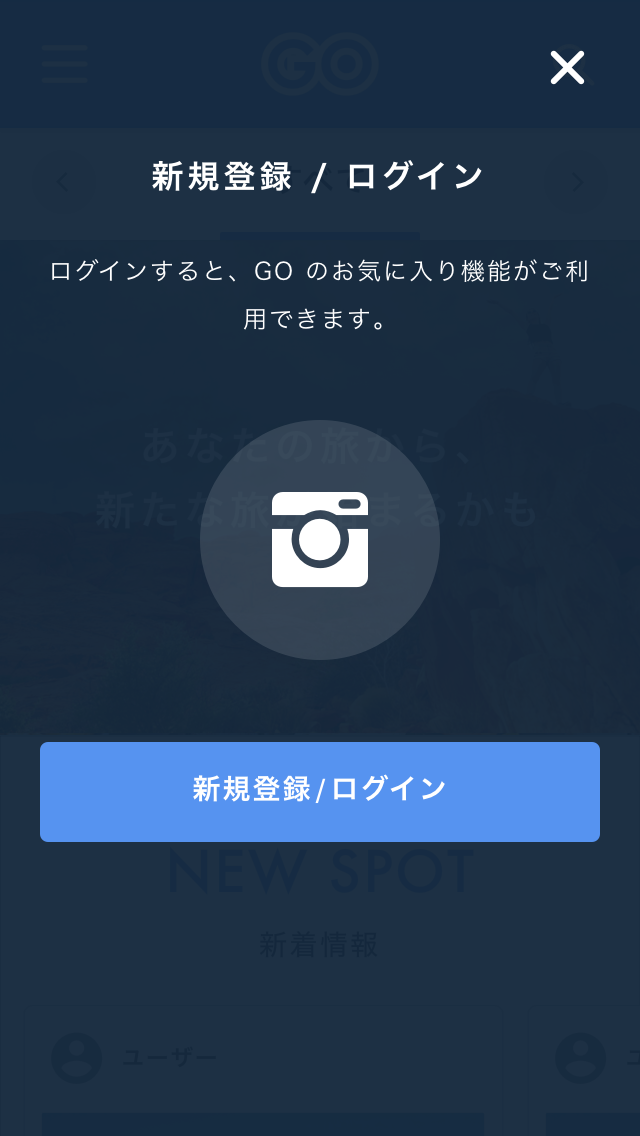 GO
新規登録 / ログイン
ログインすると、GO のお気に入り機能がご利
用できます。
あなたの旅から、
新たな旅が始まるかも
新規登録/ログイン
NEW SPOT
新着情報
ユーザー